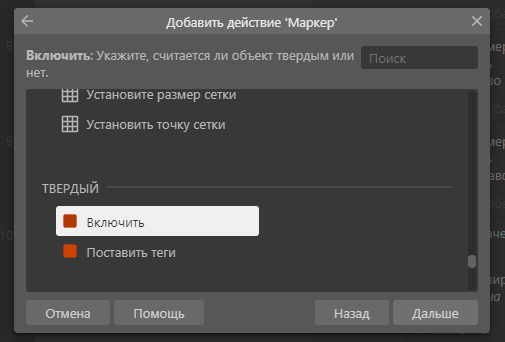 Добавить действие 'Маркер'
Включить: Укажите, считается ли объект твердым или
нет.
Поиск
Установите размер сетки
Установить точку сетки
ТВЕРДЫЙ
Включить
Поставить теги
Отмена
Помощь
Назад
Дальше